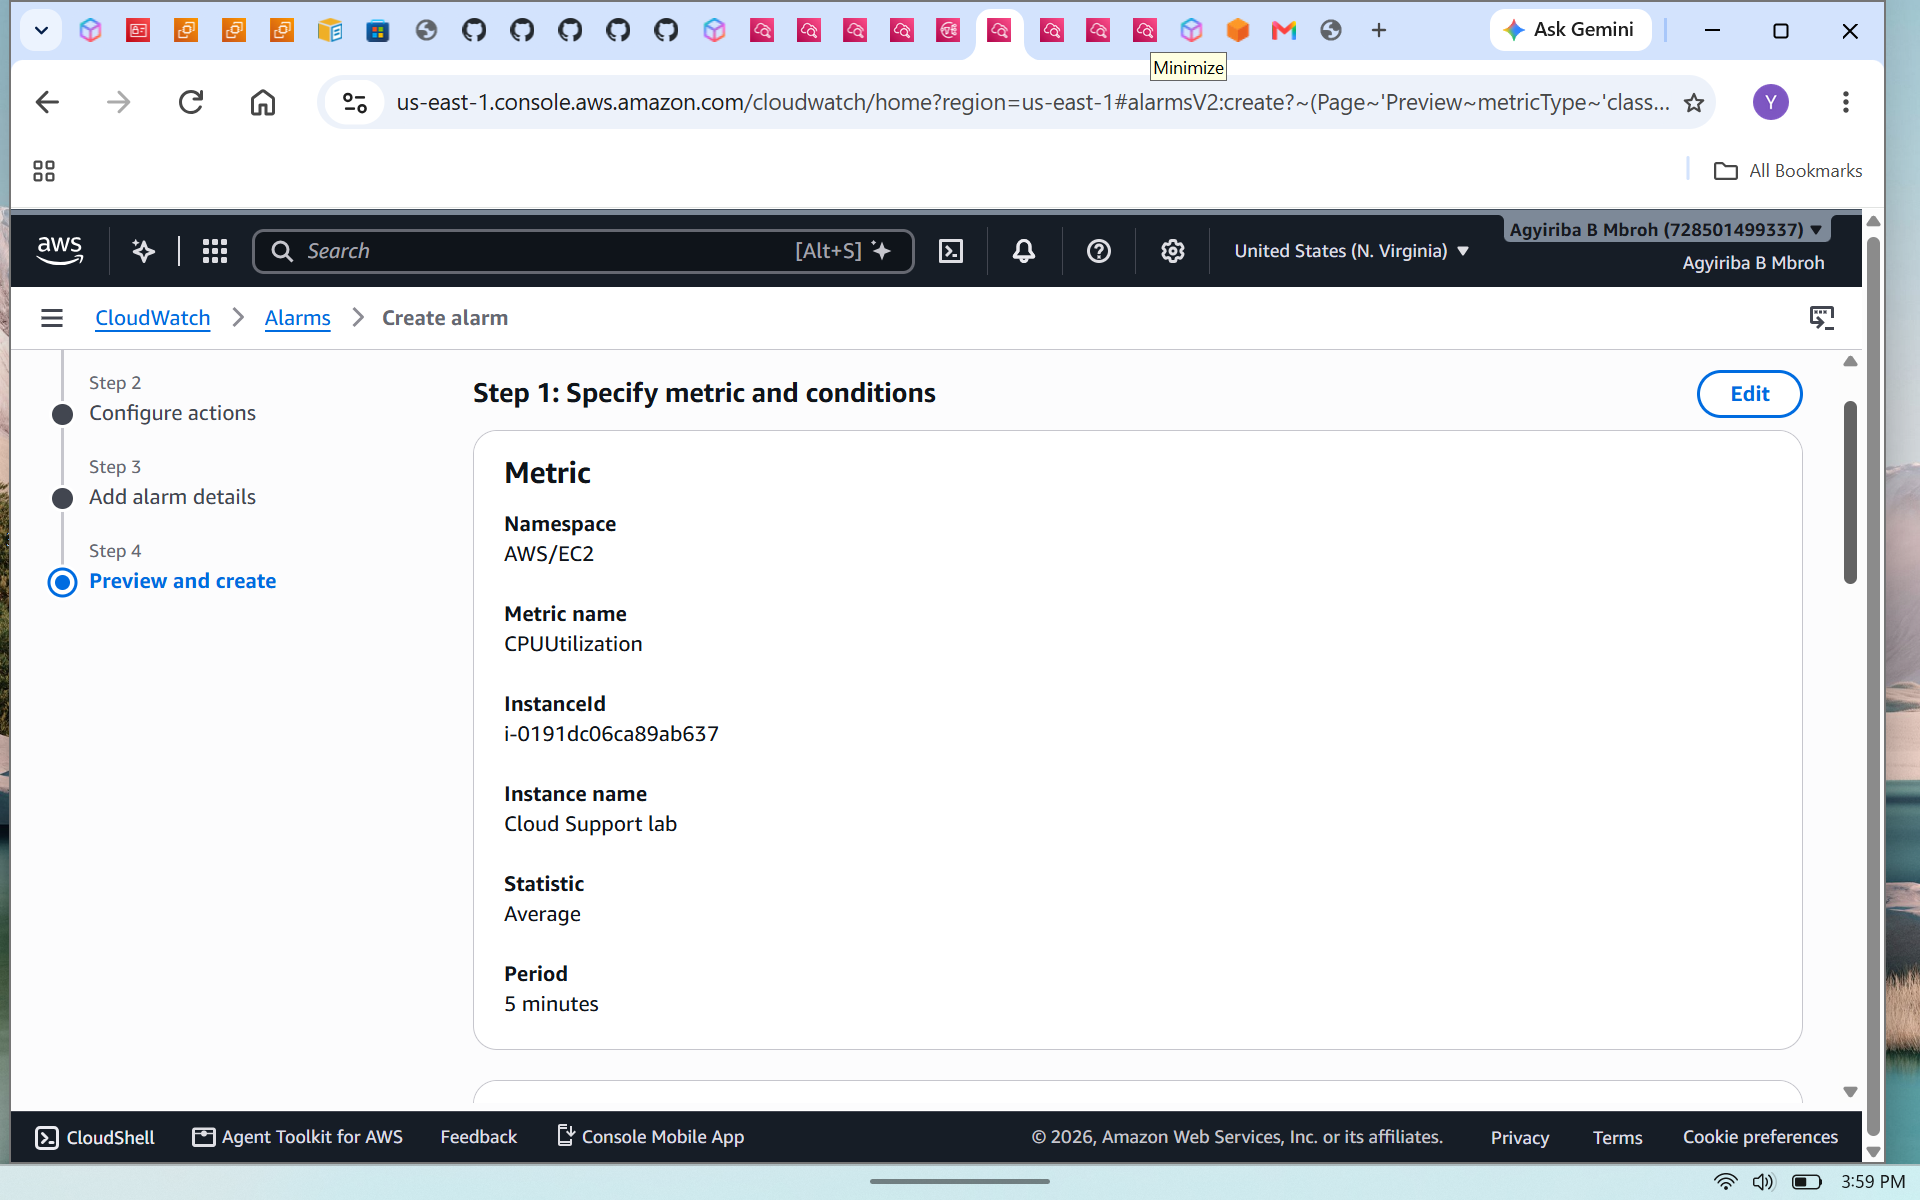 Ask Gemini
Minimize
us-east-1.console.aws.amazon.com/cloudwatch/home?region=us-east-1#alarmsV2:create?~(Page~'Preview~metricType~'class...
Y
All Bookmarks
aws
Search
[Alt+S]
United States (N. Virginia)
Agyiriba B Mbroh (728501499337)
Agyiriba B Mbroh
CloudWatch
Alarms
Create alarm
Step 2
Configure actions
Step 3
Add alarm details
Step 4
Preview and create
Step 1: Specify metric and conditions
Edit
Metric
Namespace
AWS/EC2
Metric name
CPUUtilization
InstanceId
i-0191dc06ca89ab637
Instance name
Cloud Support lab
Statistic
Average
Period
5 minutes
CloudShell
Agent Toolkit for AWS
Feedback
Console Mobile App
© 2026, Amazon Web Services, Inc. or its affiliates.
Privacy
Terms
Cookie preferences
3:59 PM